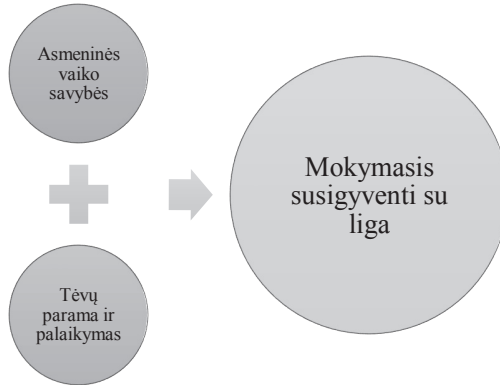 Asmeninės
vaiko
savybės
Tėvų
parama ir
palaikymas
Mokymasis
susigyventi su
liga